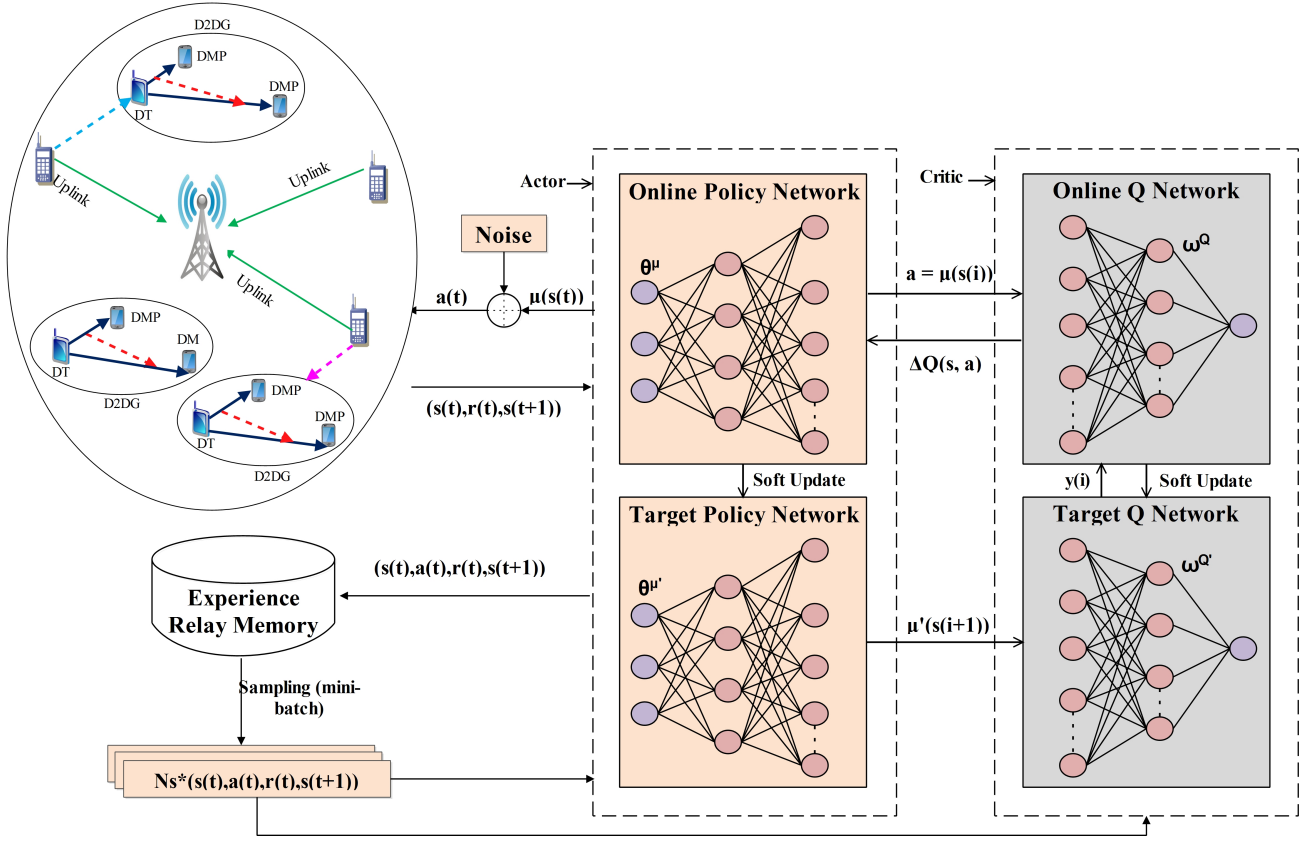 D2DG
DMP
DMP
DT
Uplink
Uplink
Uplink
DMP
DM
DT
D2DG
DMP
DMP
DT
D2DG
Noise
a(t)
μ(s(t))
(s(t),r(t),s(t+1))
Actor
Online Policy Network
θμ
Soft Update
Target Policy Network
θμ'
Critic
Online Q Network
ωQ
a = μ(s(i))
ΔQ(s, a)
y(i)
Soft Update
Target Q Network
ωQ'
μ'(s(i+1))
(s(t),a(t),r(t),s(t+1))
Experience
Relay Memory
Sampling (mini-
batch)
Ns*(s(t),a(t),r(t),s(t+1))